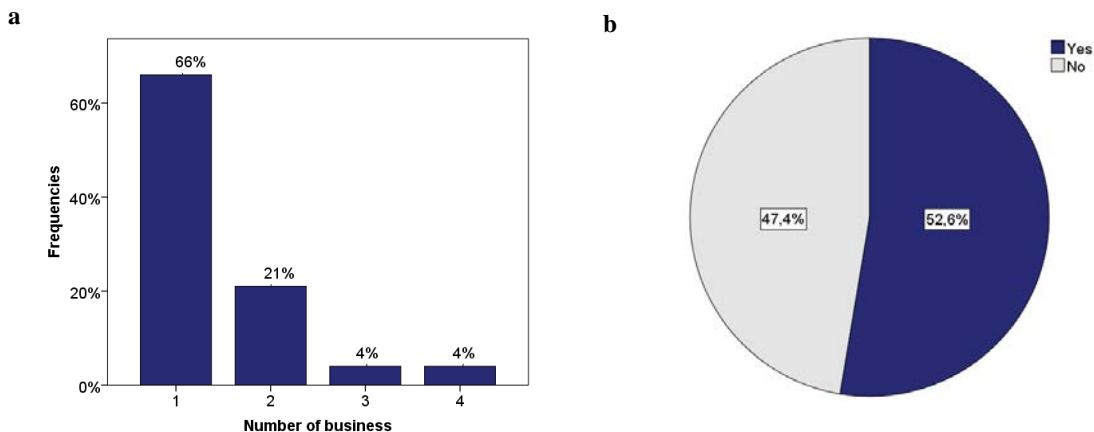 a
66%
60%
40%
21%
20%
4%
4%
0%
1
2
3
4
Frequencies
Number of business
b
Yes
No
47,4%
52,6%